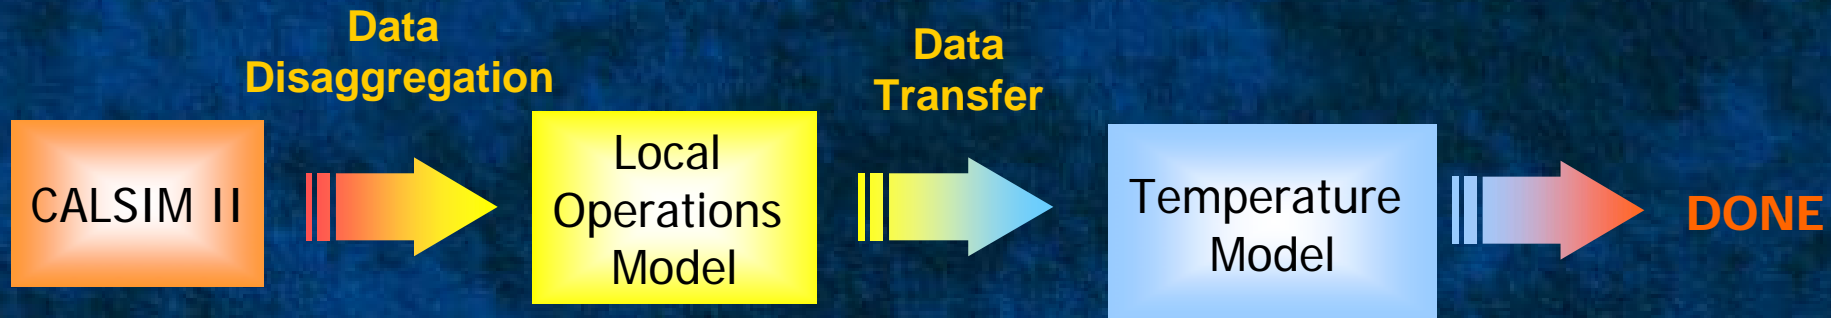 Data
Disaggregation
Data
Transfer
CALSIM II
Local
Operations
Model
Temperature
Model
DONE